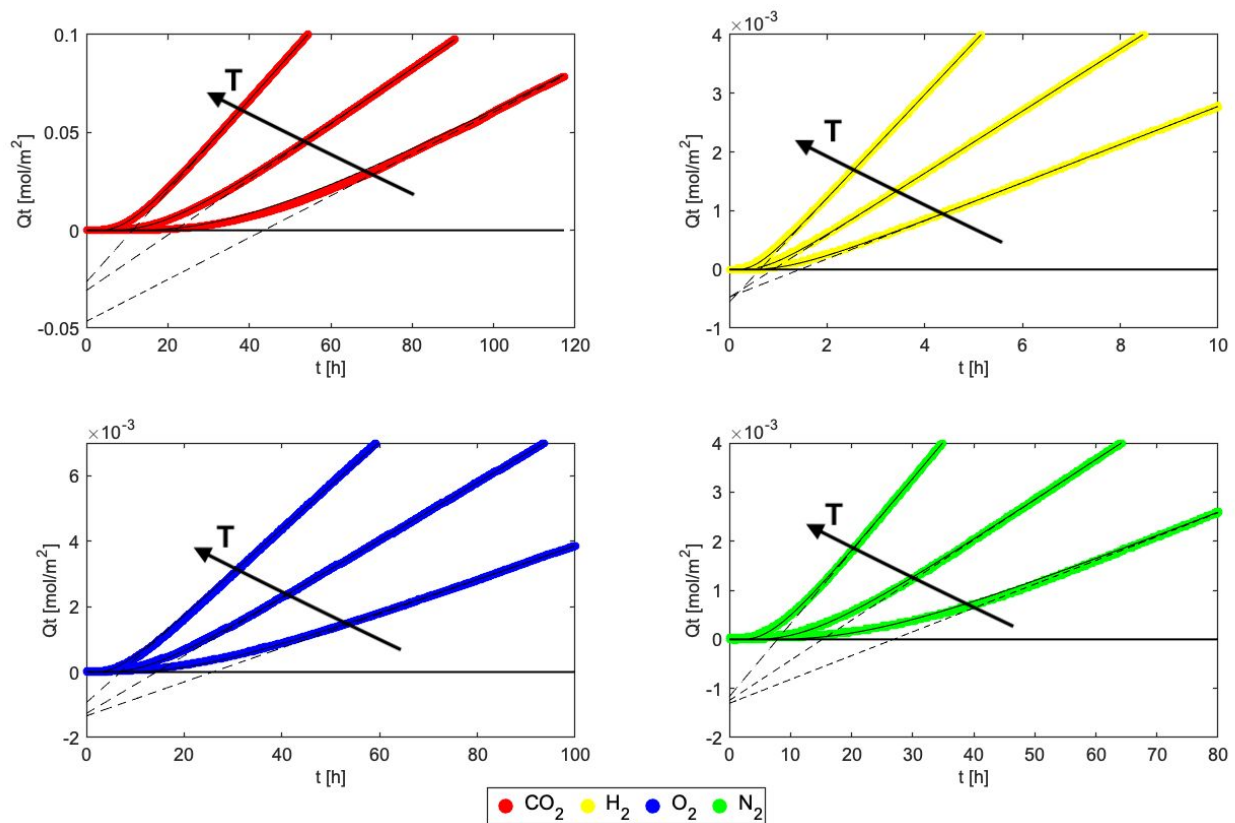 0.1
0.05
0
-0.05
Qt [mol/m²]
T
0 20 40 60 80 100 120
t [h]
×10⁻³
4
3
2
1
0
-1
Qt [mol/m²]
T
0 2 4 6 8 10
t [h]
×10⁻³
6
4
2
0
-2
Qt [mol/m²]
T
0 20 40 60 80 100
t [h]
×10⁻³
4
3
2
1
0
-1
-2
Qt [mol/m²]
T
0 10 20 30 40 50 60 70 80
t [h]
CO₂ H₂ O₂ N₂